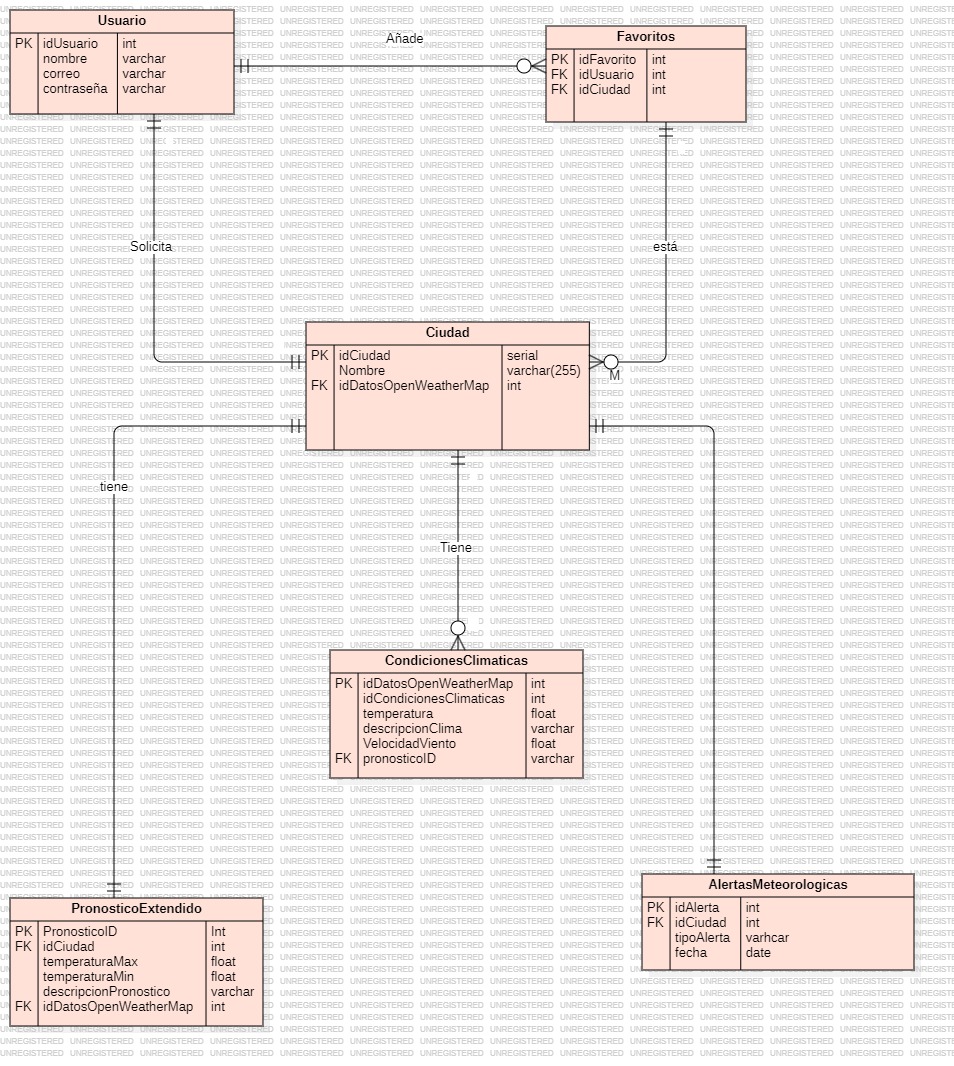 Usuario
PK idUsuario int
nombre varchar
correo varchar
contraseña varchar
Añade
Favoritos
PK idFavorito int
FK idUsuario int
FK idCiudad int
Solicita
está
Ciudad
PK idCiudad serial
Nombre varchar(255)
FK idDatosOpenWeatherMap int
M
tiene
Tiene
CondicionesClimaticas
PK idDatosOpenWeatherMap int
idCondicionesClimaticas int
temperatura float
descripcionClima varchar
VelocidadViento float
FK pronosticoID varchar
PronosticoExtendido
PK PronosticoID Int
FK idCiudad int
temperaturaMax float
temperaturaMin float
descripcionPronostico varchar
FK idDatosOpenWeatherMap int
AlertasMeteorologicas
PK idAlerta int
FK idCiudad int
tipoAlerta varhcar
fecha date
UNREGISTERED